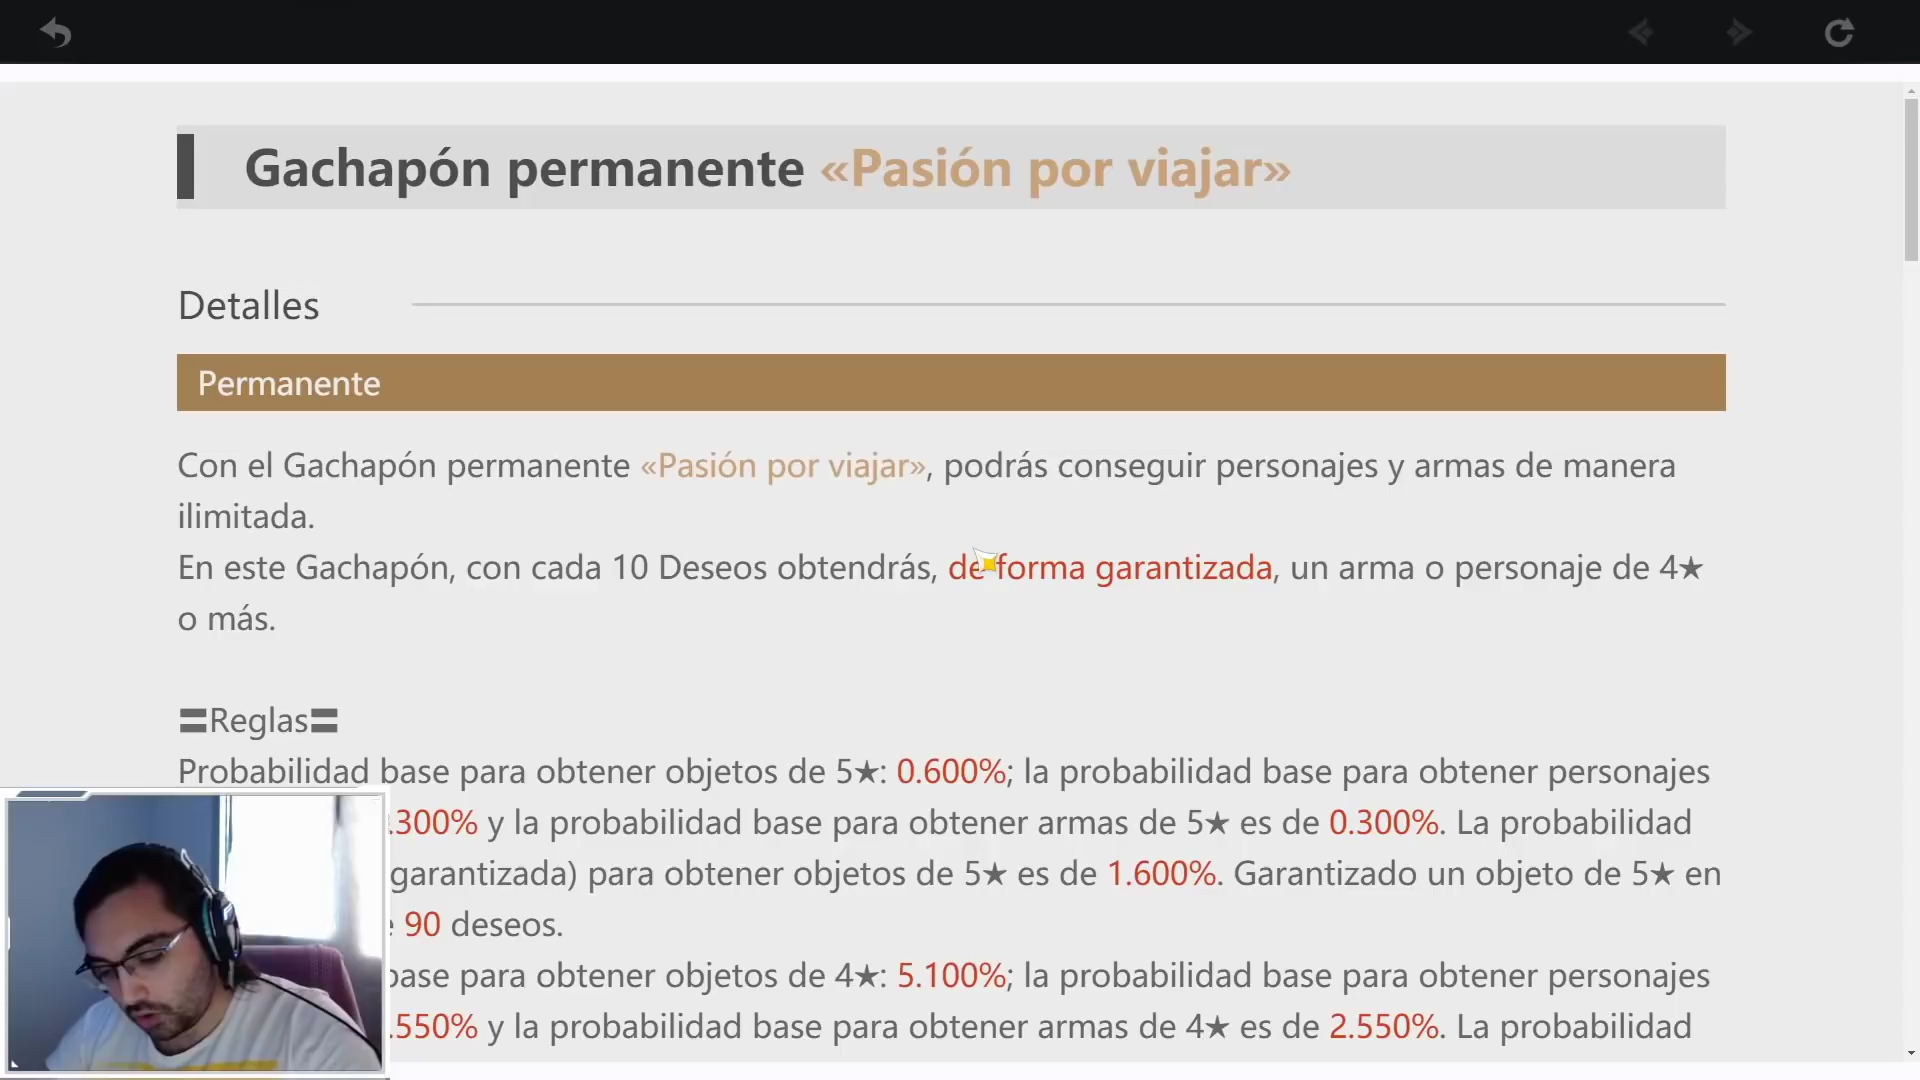 Gachapón permanente «Pasión por viajar»
Detalles
Permanente
Con el Gachapón permanente «Pasión por viajar», podrás conseguir personajes y armas de manera
ilimitada.
En este Gachapón, con cada 10 Deseos obtendrás, de forma garantizada, un arma o personaje de 4★
o más.
〓Reglas〓
Probabilidad base para obtener objetos de 5★: 0.600%; la probabilidad base para obtener personajes
.300% y la probabilidad base para obtener armas de 5★ es de 0.300%. La probabilidad
garantizada) para obtener objetos de 5★ es de 1.600%. Garantizado un objeto de 5★ en
90 deseos.
base para obtener objetos de 4★: 5.100%; la probabilidad base para obtener personajes
.550% y la probabilidad base para obtener armas de 4★ es de 2.550%. La probabilidad